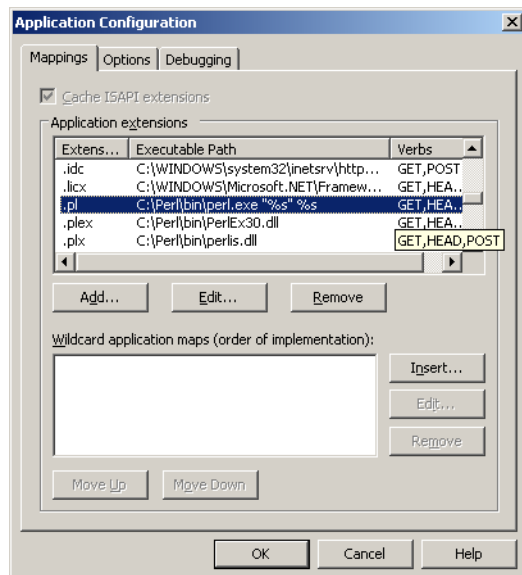 Application Configuration
Mappings Options Debugging
Cache ISAPI extensions
Application extensions
Extens... Executable Path Verbs
.idc C:\WINDOWS\system32\inetsrv\http... GET,POST
.licx C:\WINDOWS\Microsoft.NET\Framew... GET,HEA..
.pl C:\Perl\bin\perl.exe "%s" %s GET,HEA..
.plex C:\Perl\bin\PerlEx30.dll GET,HEA..
.plx C:\Perl\bin\perlis.dll GET,HEAD,POST
Add... Edit... Remove
Wildcard application maps (order of implementation):
Insert...
Edit...
Remove
Move Up Move Down
OK Cancel Help